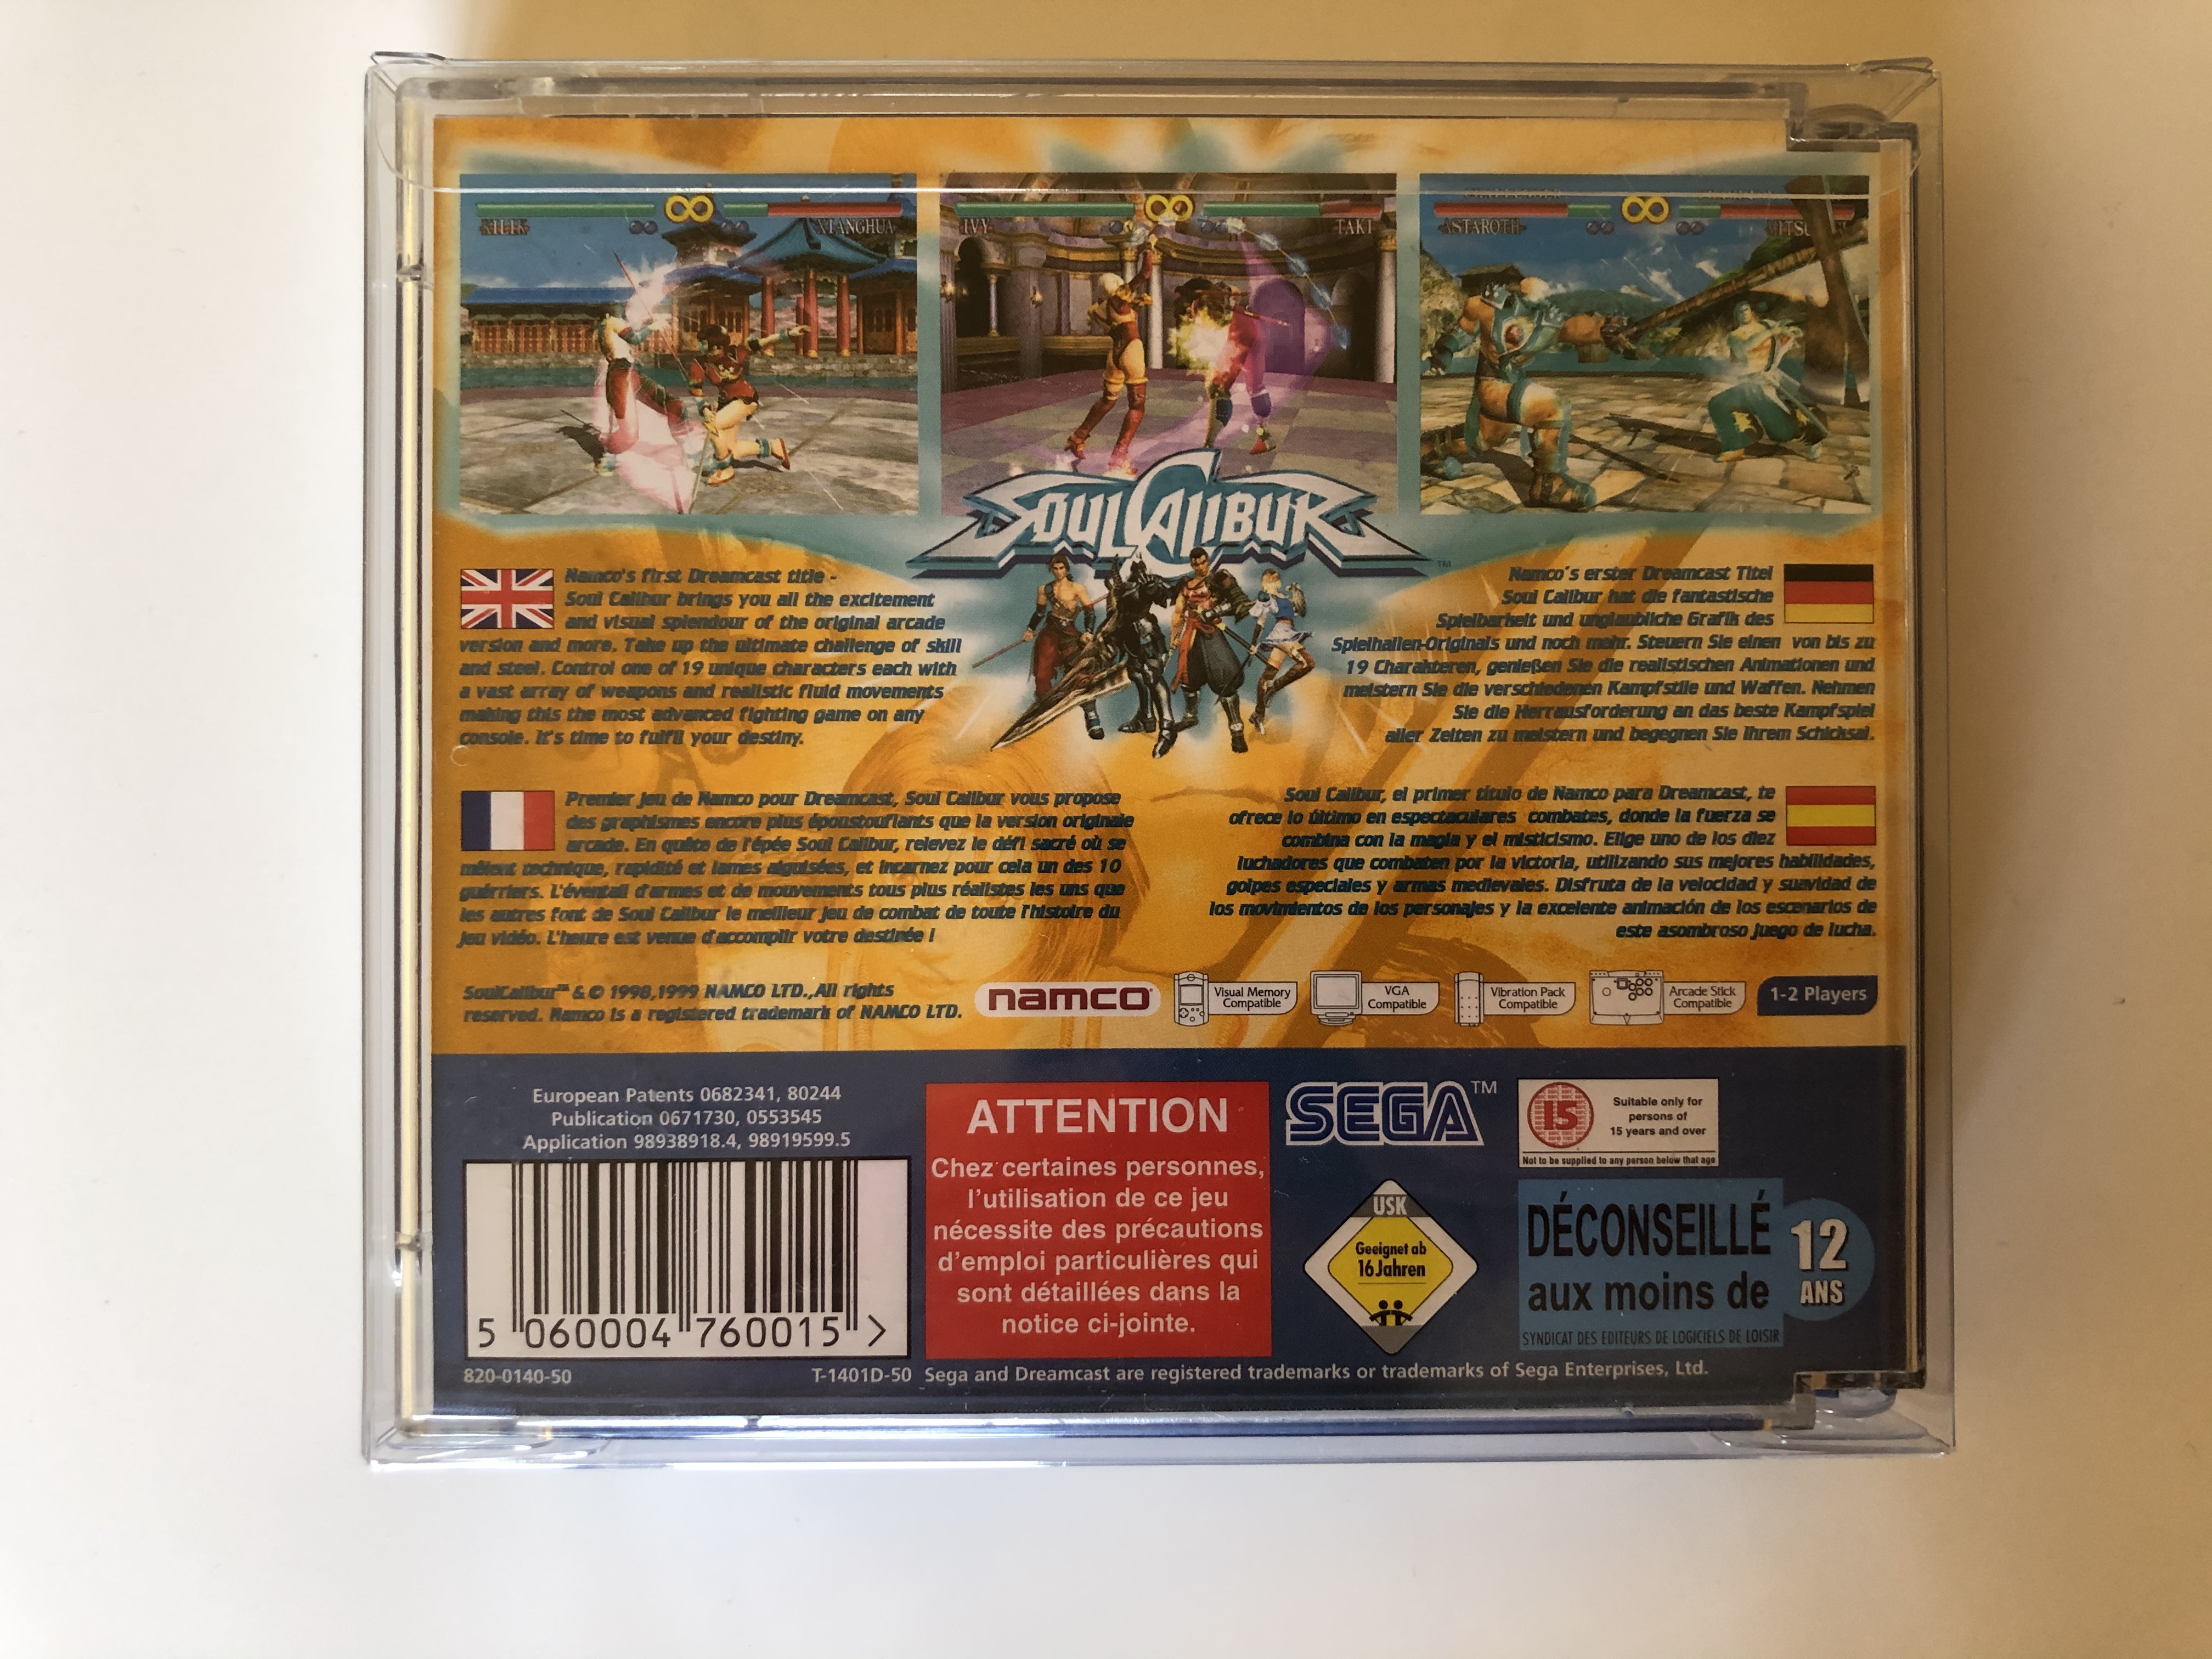 KILIK
XIANGHUA
IVY
TAKI
ASTAROTH
SOULCALIBUR™
Namco's first Dreamcast title -
Soul Calibur brings you all the excitement
and visual splendour of the original arcade
version and more. Take up the ultimate challenge of skill
and steel. Control one of 19 unique characters each with
a vast array of weapons and realistic fluid movements
making this the most advanced fighting game on any
console. It's time to fulfil your destiny.
Namco's erster Dreamcast Titel
Soul Calibur hat die fantastische
Spielbarkeit und unglaubliche Grafik des
Spielhallen-Originals und noch mehr. Steuern Sie einen von bis zu
19 Charakteren, genießen Sie die realistischen Animationen und
meistern Sie die verschiedenen Kampfstile und Waffen. Nehmen
Sie die Herrausforderung an das beste Kampfspiel
aller Zeiten zu meistern und begegnen Sie Ihrem Schicksal.
Premier jeu de Namco pour Dreamcast, Soul Calibur vous propose
des graphismes encore plus époustouflants que la version originale
arcade. En quête de l'épée Soul Calibur, relevez le défi sacré où se
mêlent technique, rapidité et lames aiguisées, et incarnez pour cela un des 10
guerriers. L'éventail d'armes et de mouvements tous plus réalistes les uns que
les autres font de Soul Calibur le meilleur jeu de combat de toute l'histoire du
jeu vidéo. L'heure est venue d'accomplir votre destinée !
Soul Calibur, el primer título de Namco para Dreamcast, te
ofrece lo último en espectaculares combates, donde la fuerza se
combina con la magia y el misticismo. Elige uno de los diez
luchadores que combaten por la victoria, utilizando sus mejores habilidades,
golpes especiales y armas medievales. Disfruta de la velocidad y suavidad de
los movimientos de los personajes y la excelente animación de los escenarios de
este asombroso juego de lucha.
SoulCalibur™ & © 1998,1999 NAMCO LTD.,All rights
reserved. Namco is a registered trademark of NAMCO LTD.
namco
Visual Memory
Compatible
VGA
Compatible
Vibration Pack
Compatible
Arcade Stick
Compatible
1-2 Players
European Patents 0682341, 80244
Publication 0671730, 0553545
Application 98938918.4, 98919599.5
5 060004 760015 >
820-0140-50
T-1401D-50
ATTENTION
Chez certaines personnes,
l'utilisation de ce jeu
nécessite des précautions
d'emploi particulières qui
sont détaillées dans la
notice ci-jointe.
SEGA™
15
Suitable only for
persons of
15 years and over
Not to be supplied to any person below that age
USK
Geeignet ab
16 Jahren
DÉCONSEILLÉ
aux moins de
12
ANS
SYNDICAT DES EDITEURS DE LOGICIELS DE LOISIR
Sega and Dreamcast are registered trademarks or trademarks of Sega Enterprises, Ltd.